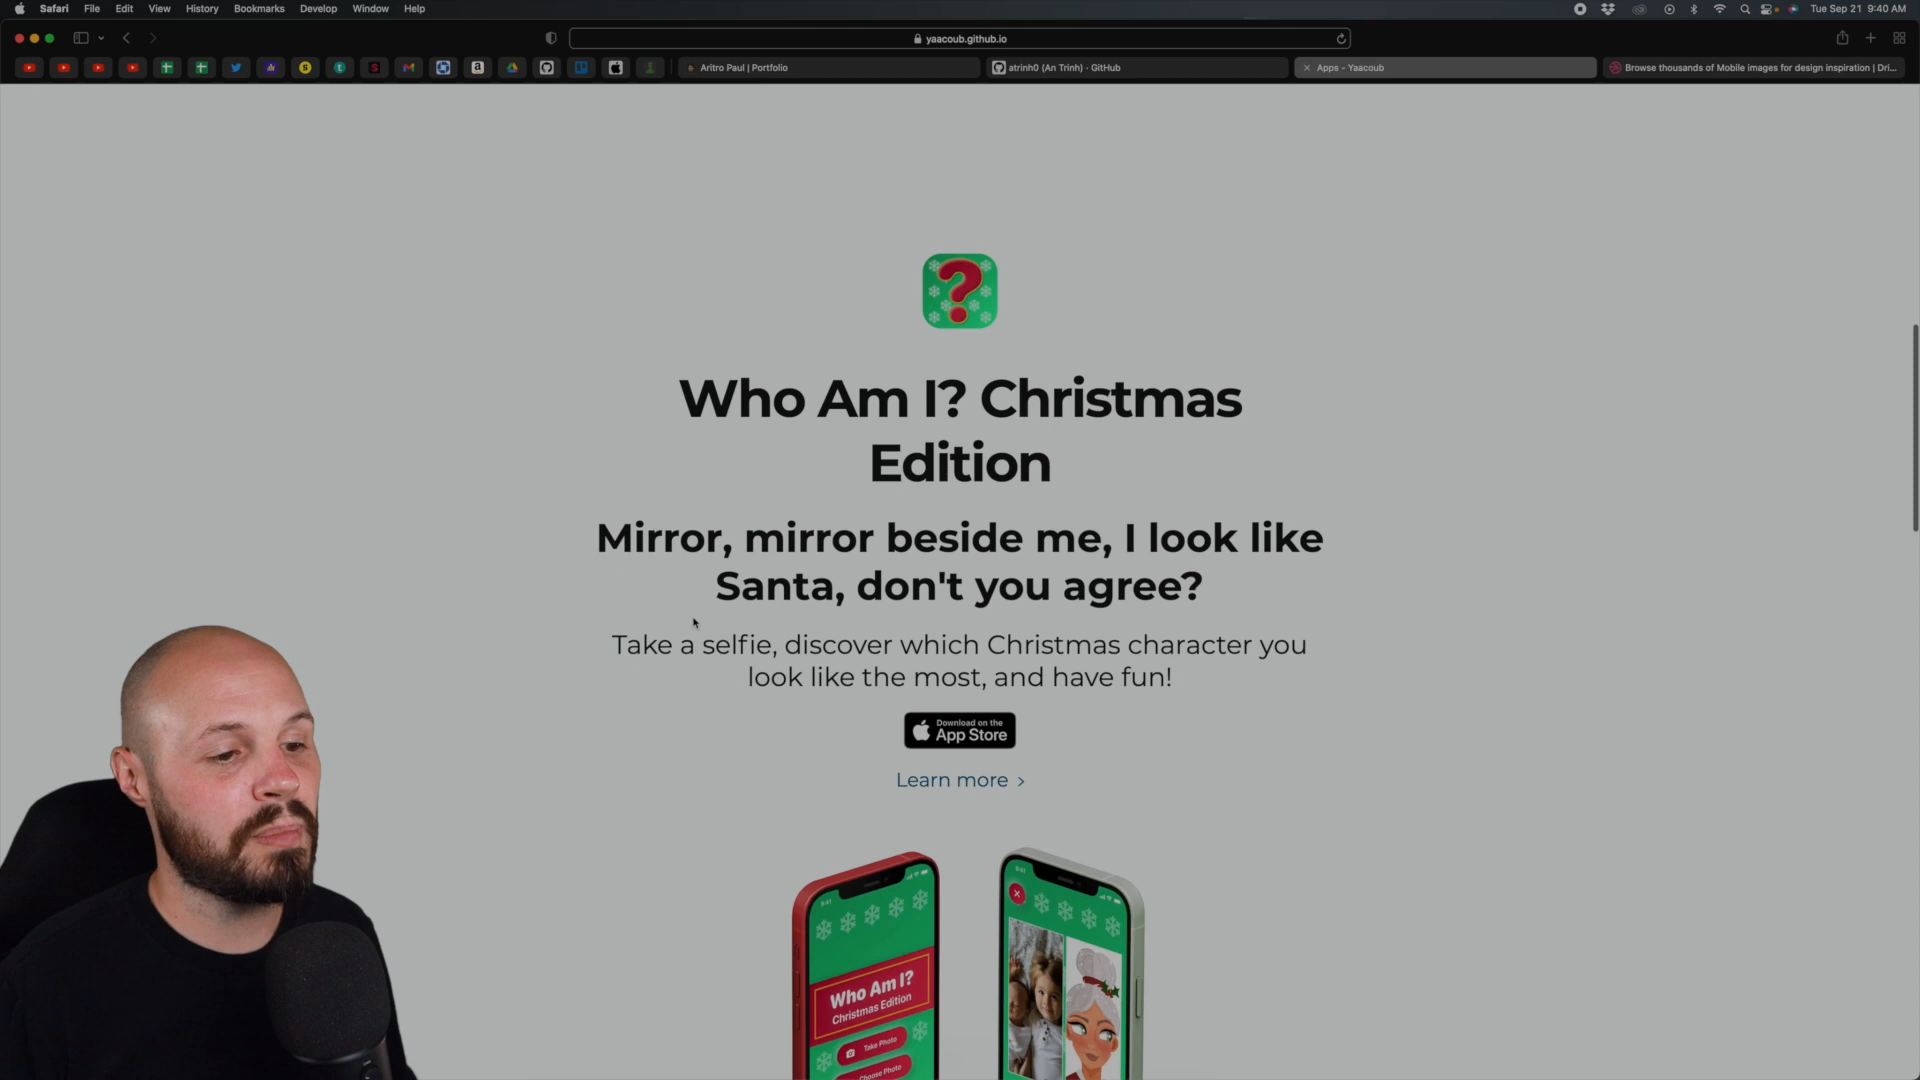 Safari File Edit View History Bookmarks Develop Window Help
Tue Sep 21 9:40 AM
yaacoub.github.io
Aritro Paul | Portfolio
atrinh0 (An Trinh) · GitHub
Apps - Yaacoub
Browse thousands of Mobile images for design inspiration | Dri...
?
Who Am I? Christmas
Edition
Mirror, mirror beside me, I look like
Santa, don't you agree?
Take a selfie, discover which Christmas character you
look like the most, and have fun!
Download on the
App Store
Learn more >
9:41
Who Am I?
Christmas Edition
Take Photo
Choose Photo
9:41